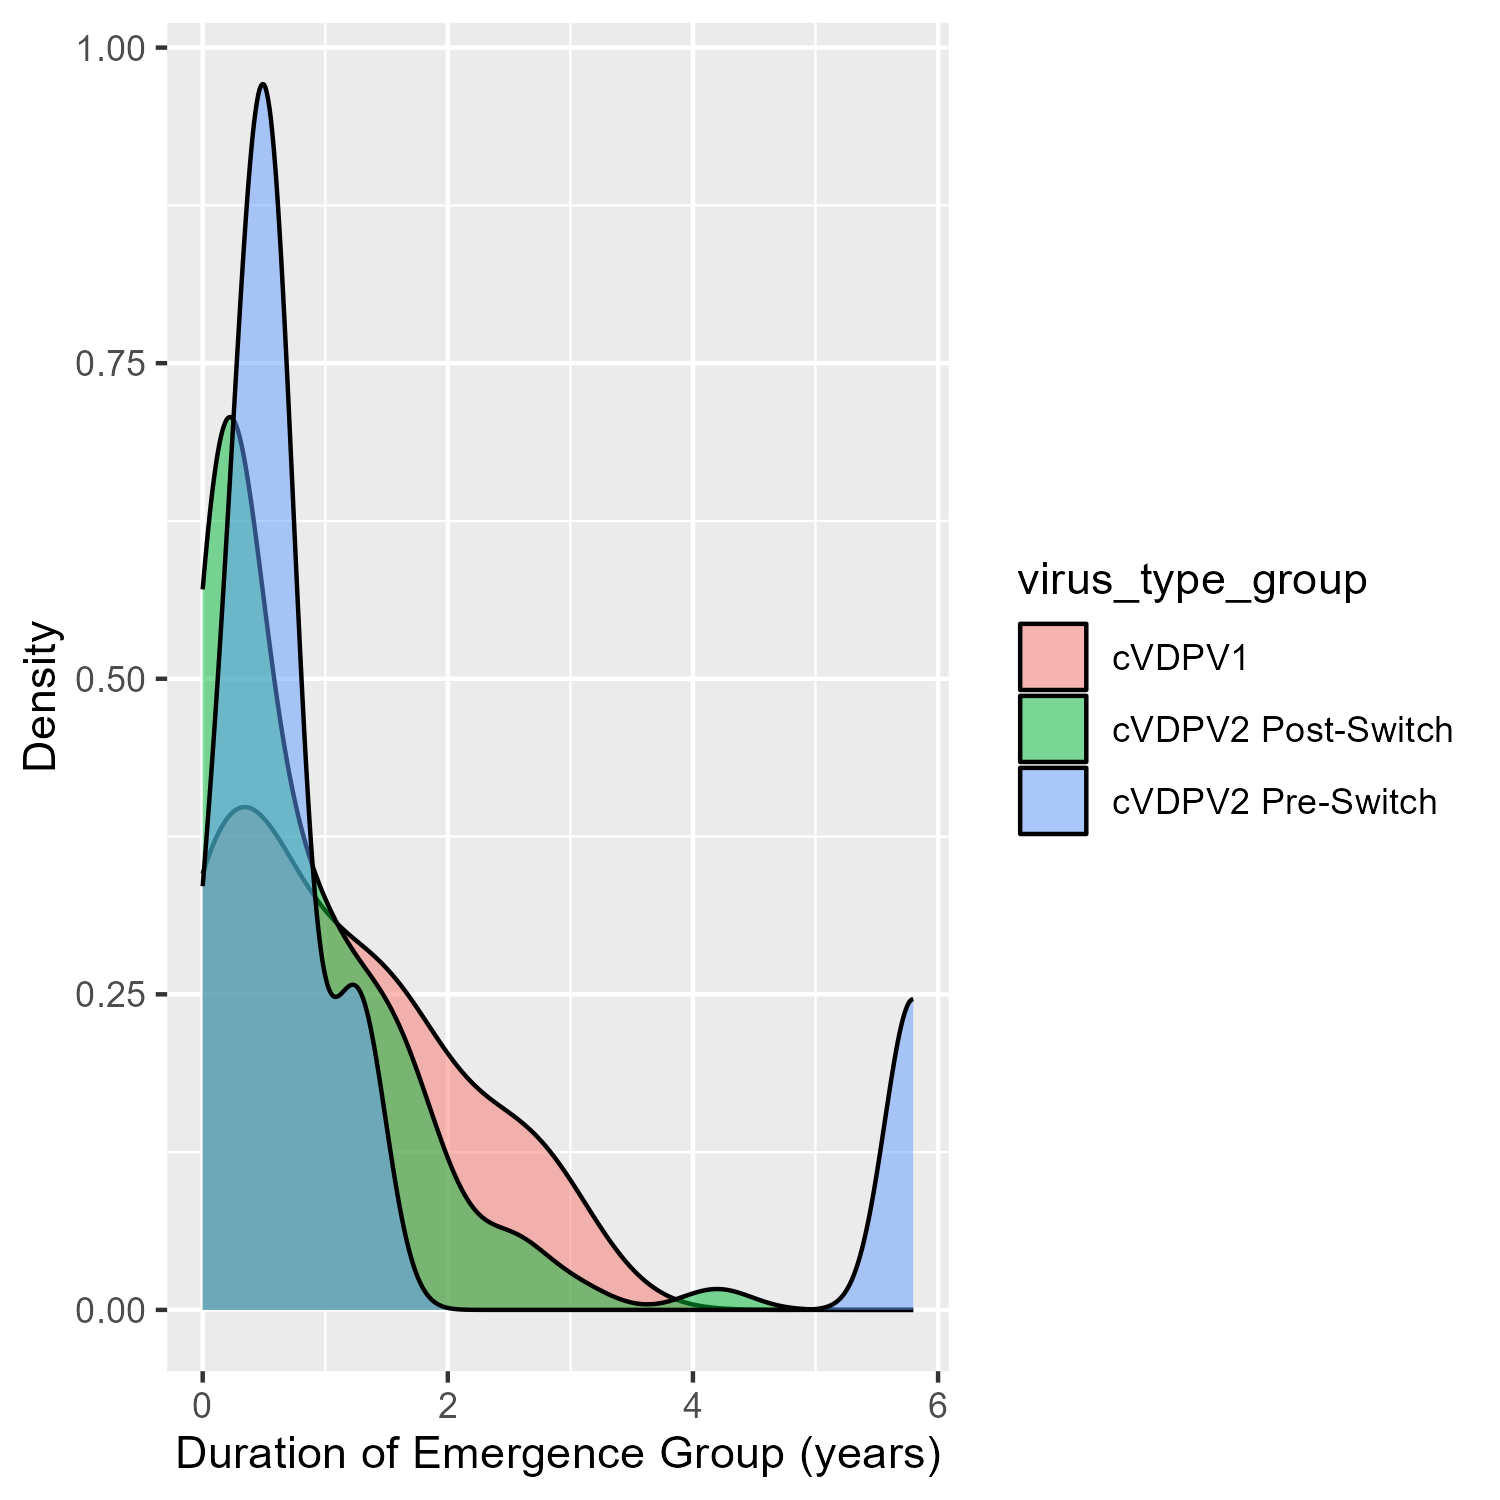 1.00
0.75
0.50
0.25
0.00
Density
0 2 4 6
Duration of Emergence Group (years)
virus_type_group
cVDPV1
cVDPV2 Post-Switch
cVDPV2 Pre-Switch